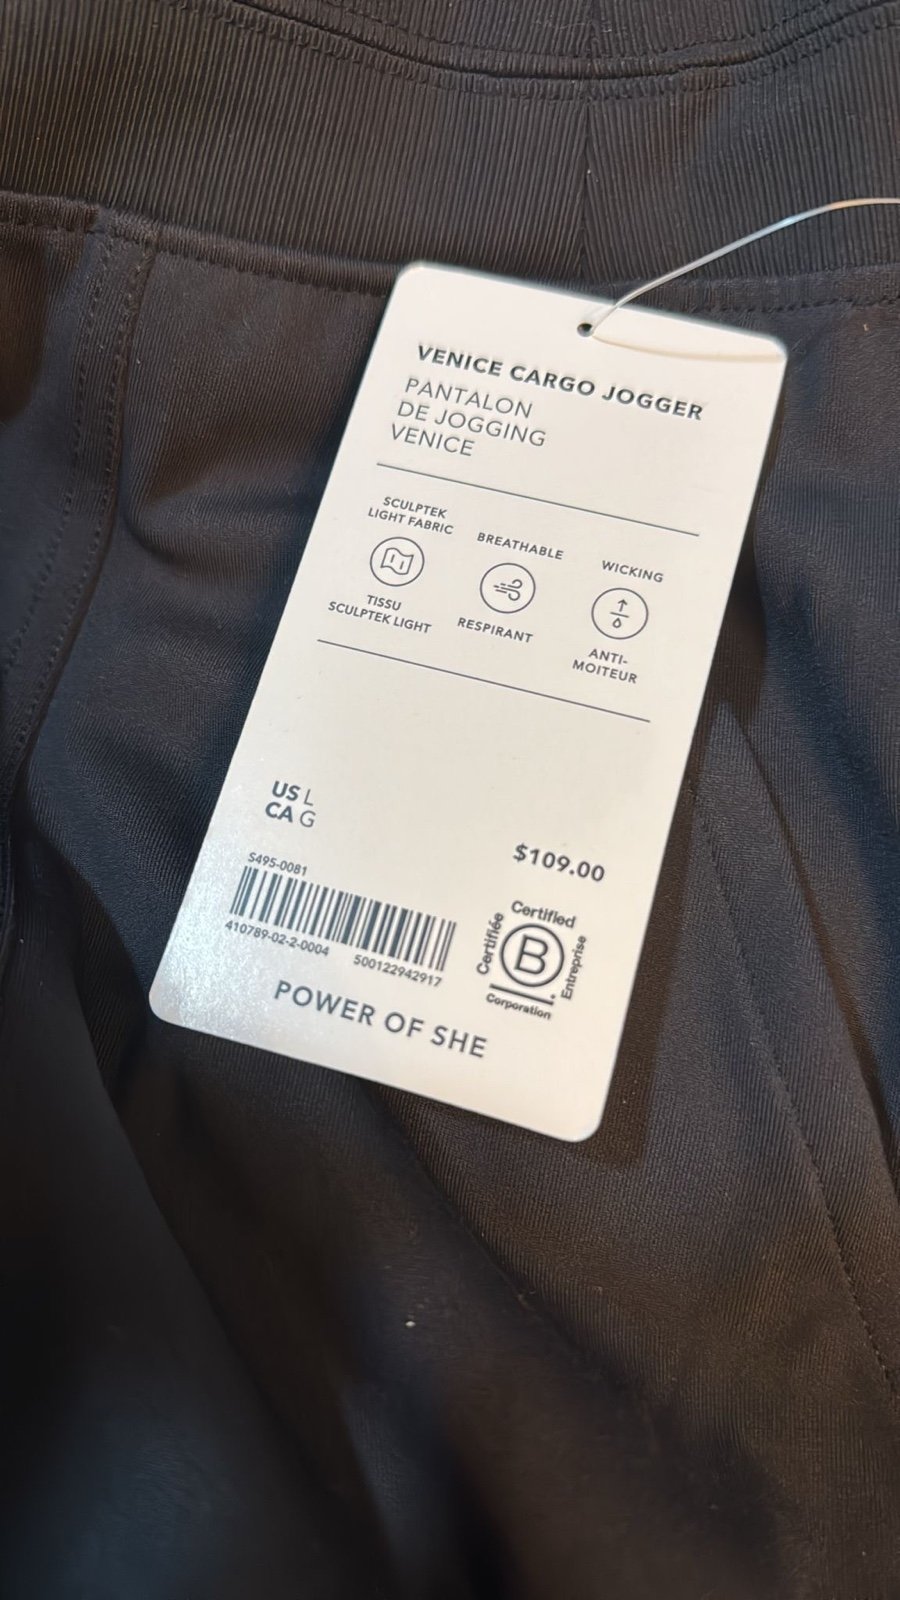 VENICE CARGO JOGGER
PANTALON
DE JOGGING
VENICE
SCULPTEK
LIGHT FABRIC
TISSU
SCULPTEK LIGHT
BREATHABLE
RESPIRANT
WICKING
ANTI-
MOITEUR
US L
CA G
$109.00
S495-0081
410789-02-2-0004 500122942917
Certified
Certifiée
B
Entreprise
Corporation
POWER OF SHE